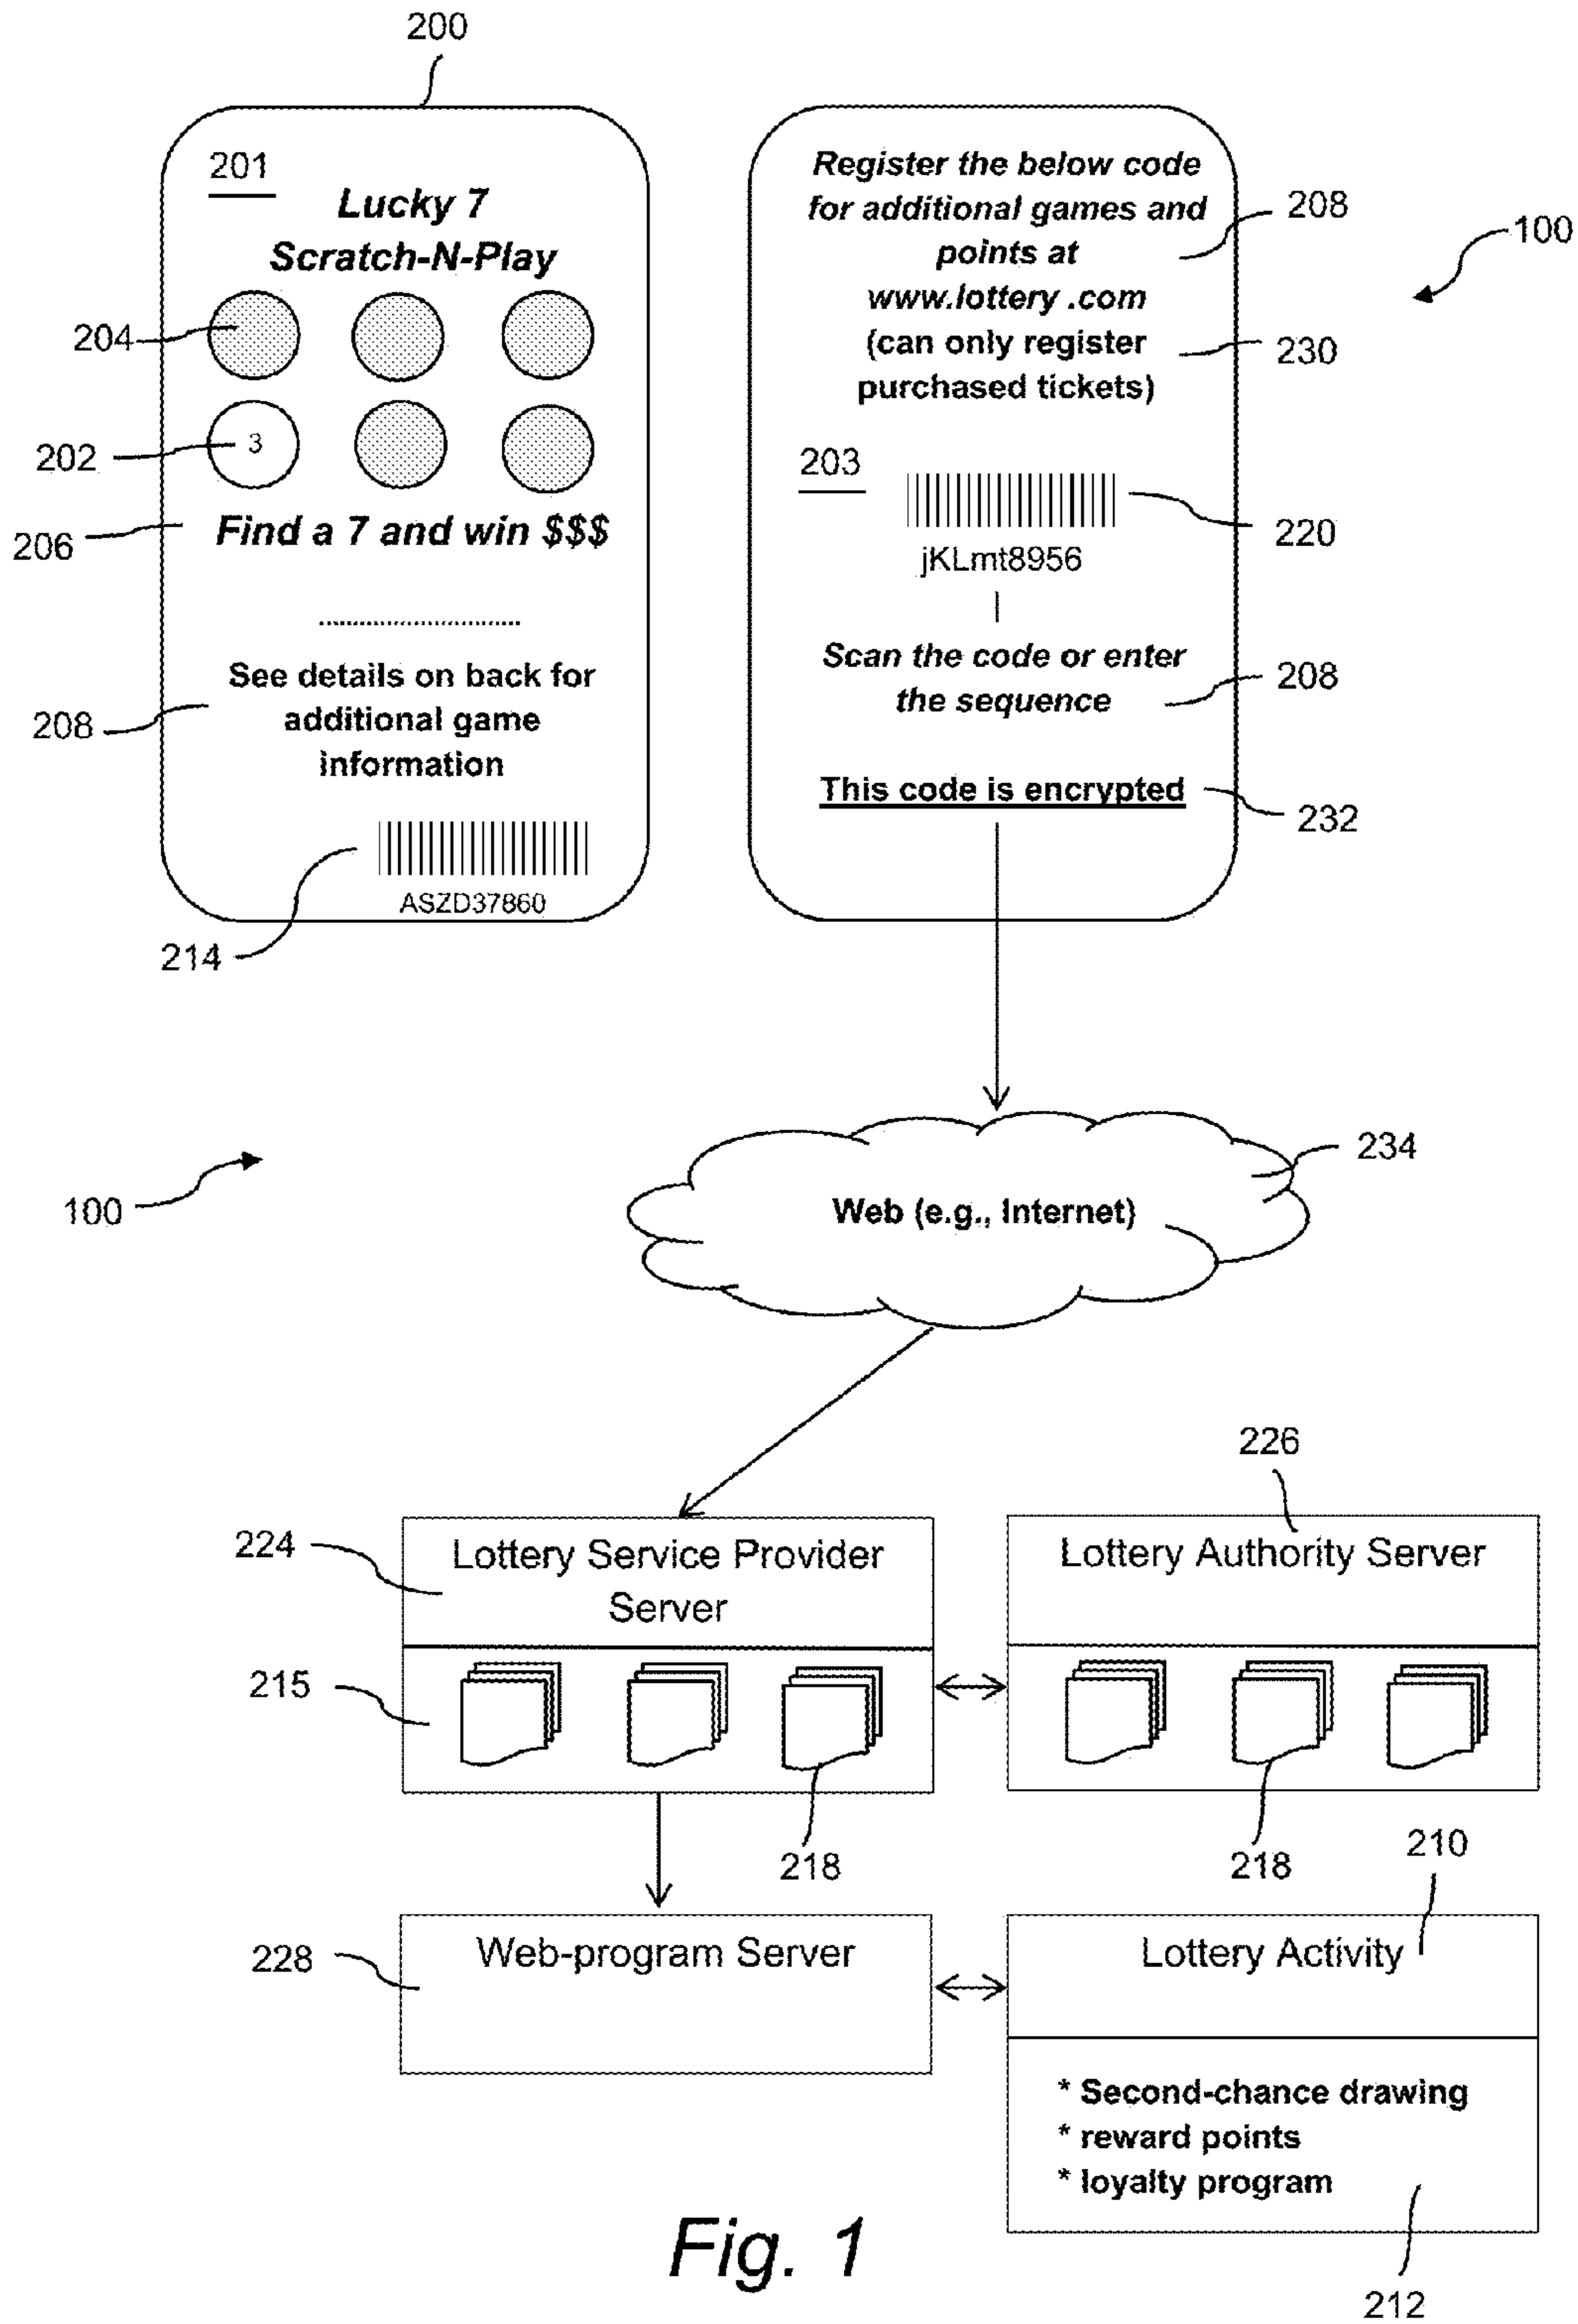 200
201
Lucky 7
Scratch-N-Play
204
202
3
206
Find a 7 and win $$$
See details on back for
208
additional game
information
214
ASZD37860
Register the below code
for additional games and
208
points at
www.lottery .com
(can only register
230
purchased tickets)
203
220
jKLmt8956
Scan the code or enter
208
the sequence
This code is encrypted
232
100
100
234
Web (e.g., Internet)
224
Lottery Service Provider
Server
226
Lottery Authority Server
215
218
218
210
228
Web-program Server
Lottery Activity
* Second-chance drawing
* reward points
* loyalty program
212
Fig. 1